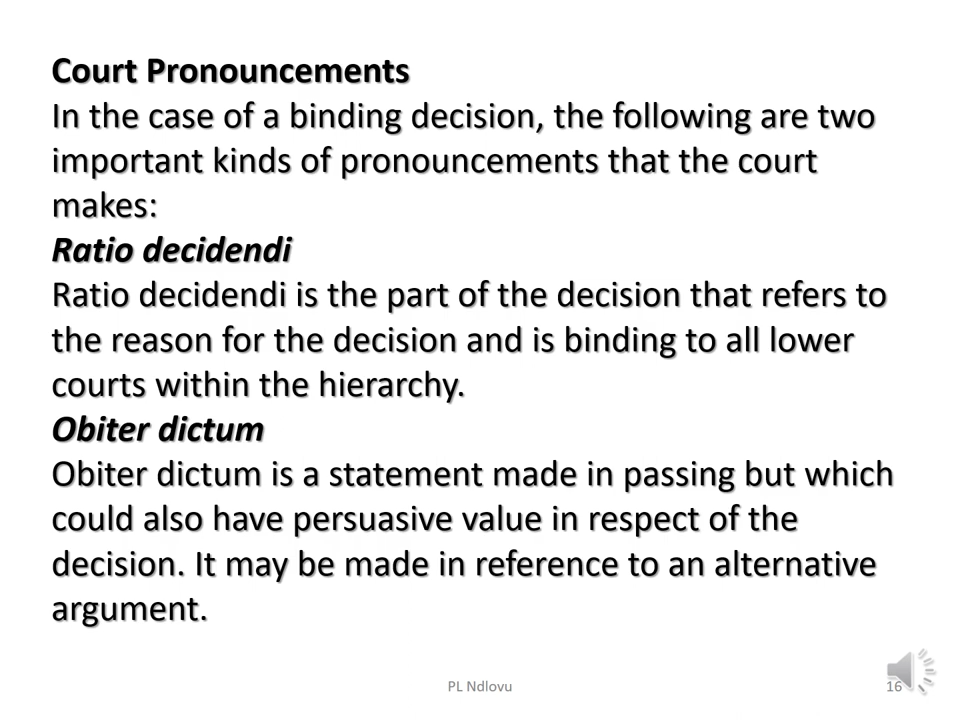 Court Pronouncements
In the case of a binding decision, the following are two
important kinds of pronouncements that the court
makes:
Ratio decidendi
Ratio decidendi is the part of the decision that refers to
the reason for the decision and is binding to all lower
courts within the hierarchy.
Obiter dictum
Obiter dictum is a statement made in passing but which
could also have persuasive value in respect of the
decision. It may be made in reference to an alternative
argument.
PL Ndlovu
16